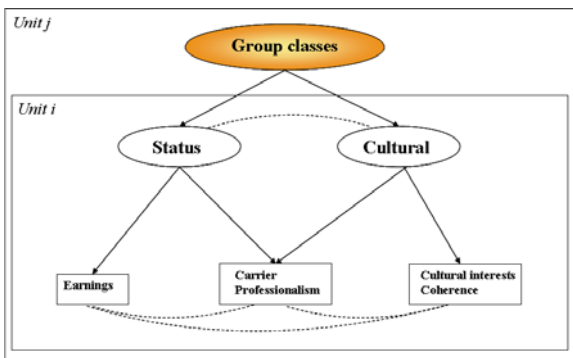 Unit j
Group classes
Unit i
Status
Cultural
Earnings
Carrier
Professionalism
Cultural interests
Coherence